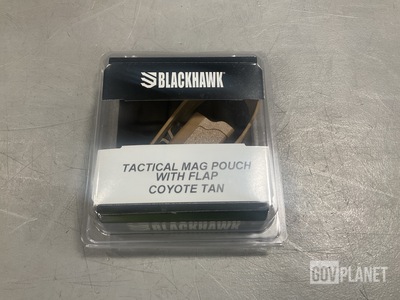 BLACKHAWK
TACTICAL MAG POUCH
WITH FLAP
COYOTE TAN
BLACKHAWK
GOVPLANET